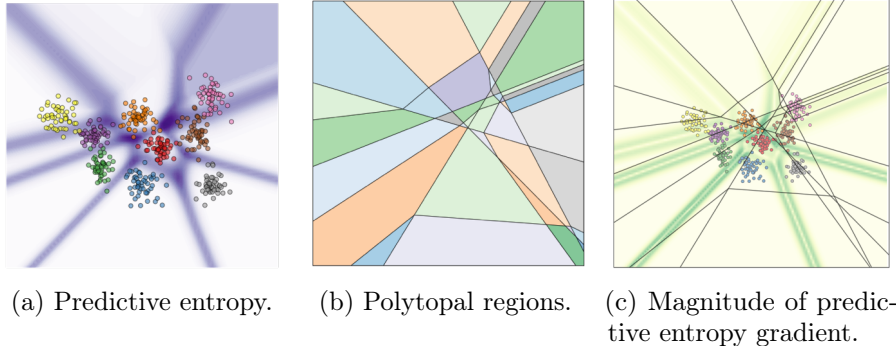 (a) Predictive entropy.
(b) Polytopal regions.
(c) Magnitude of predic-
tive entropy gradient.